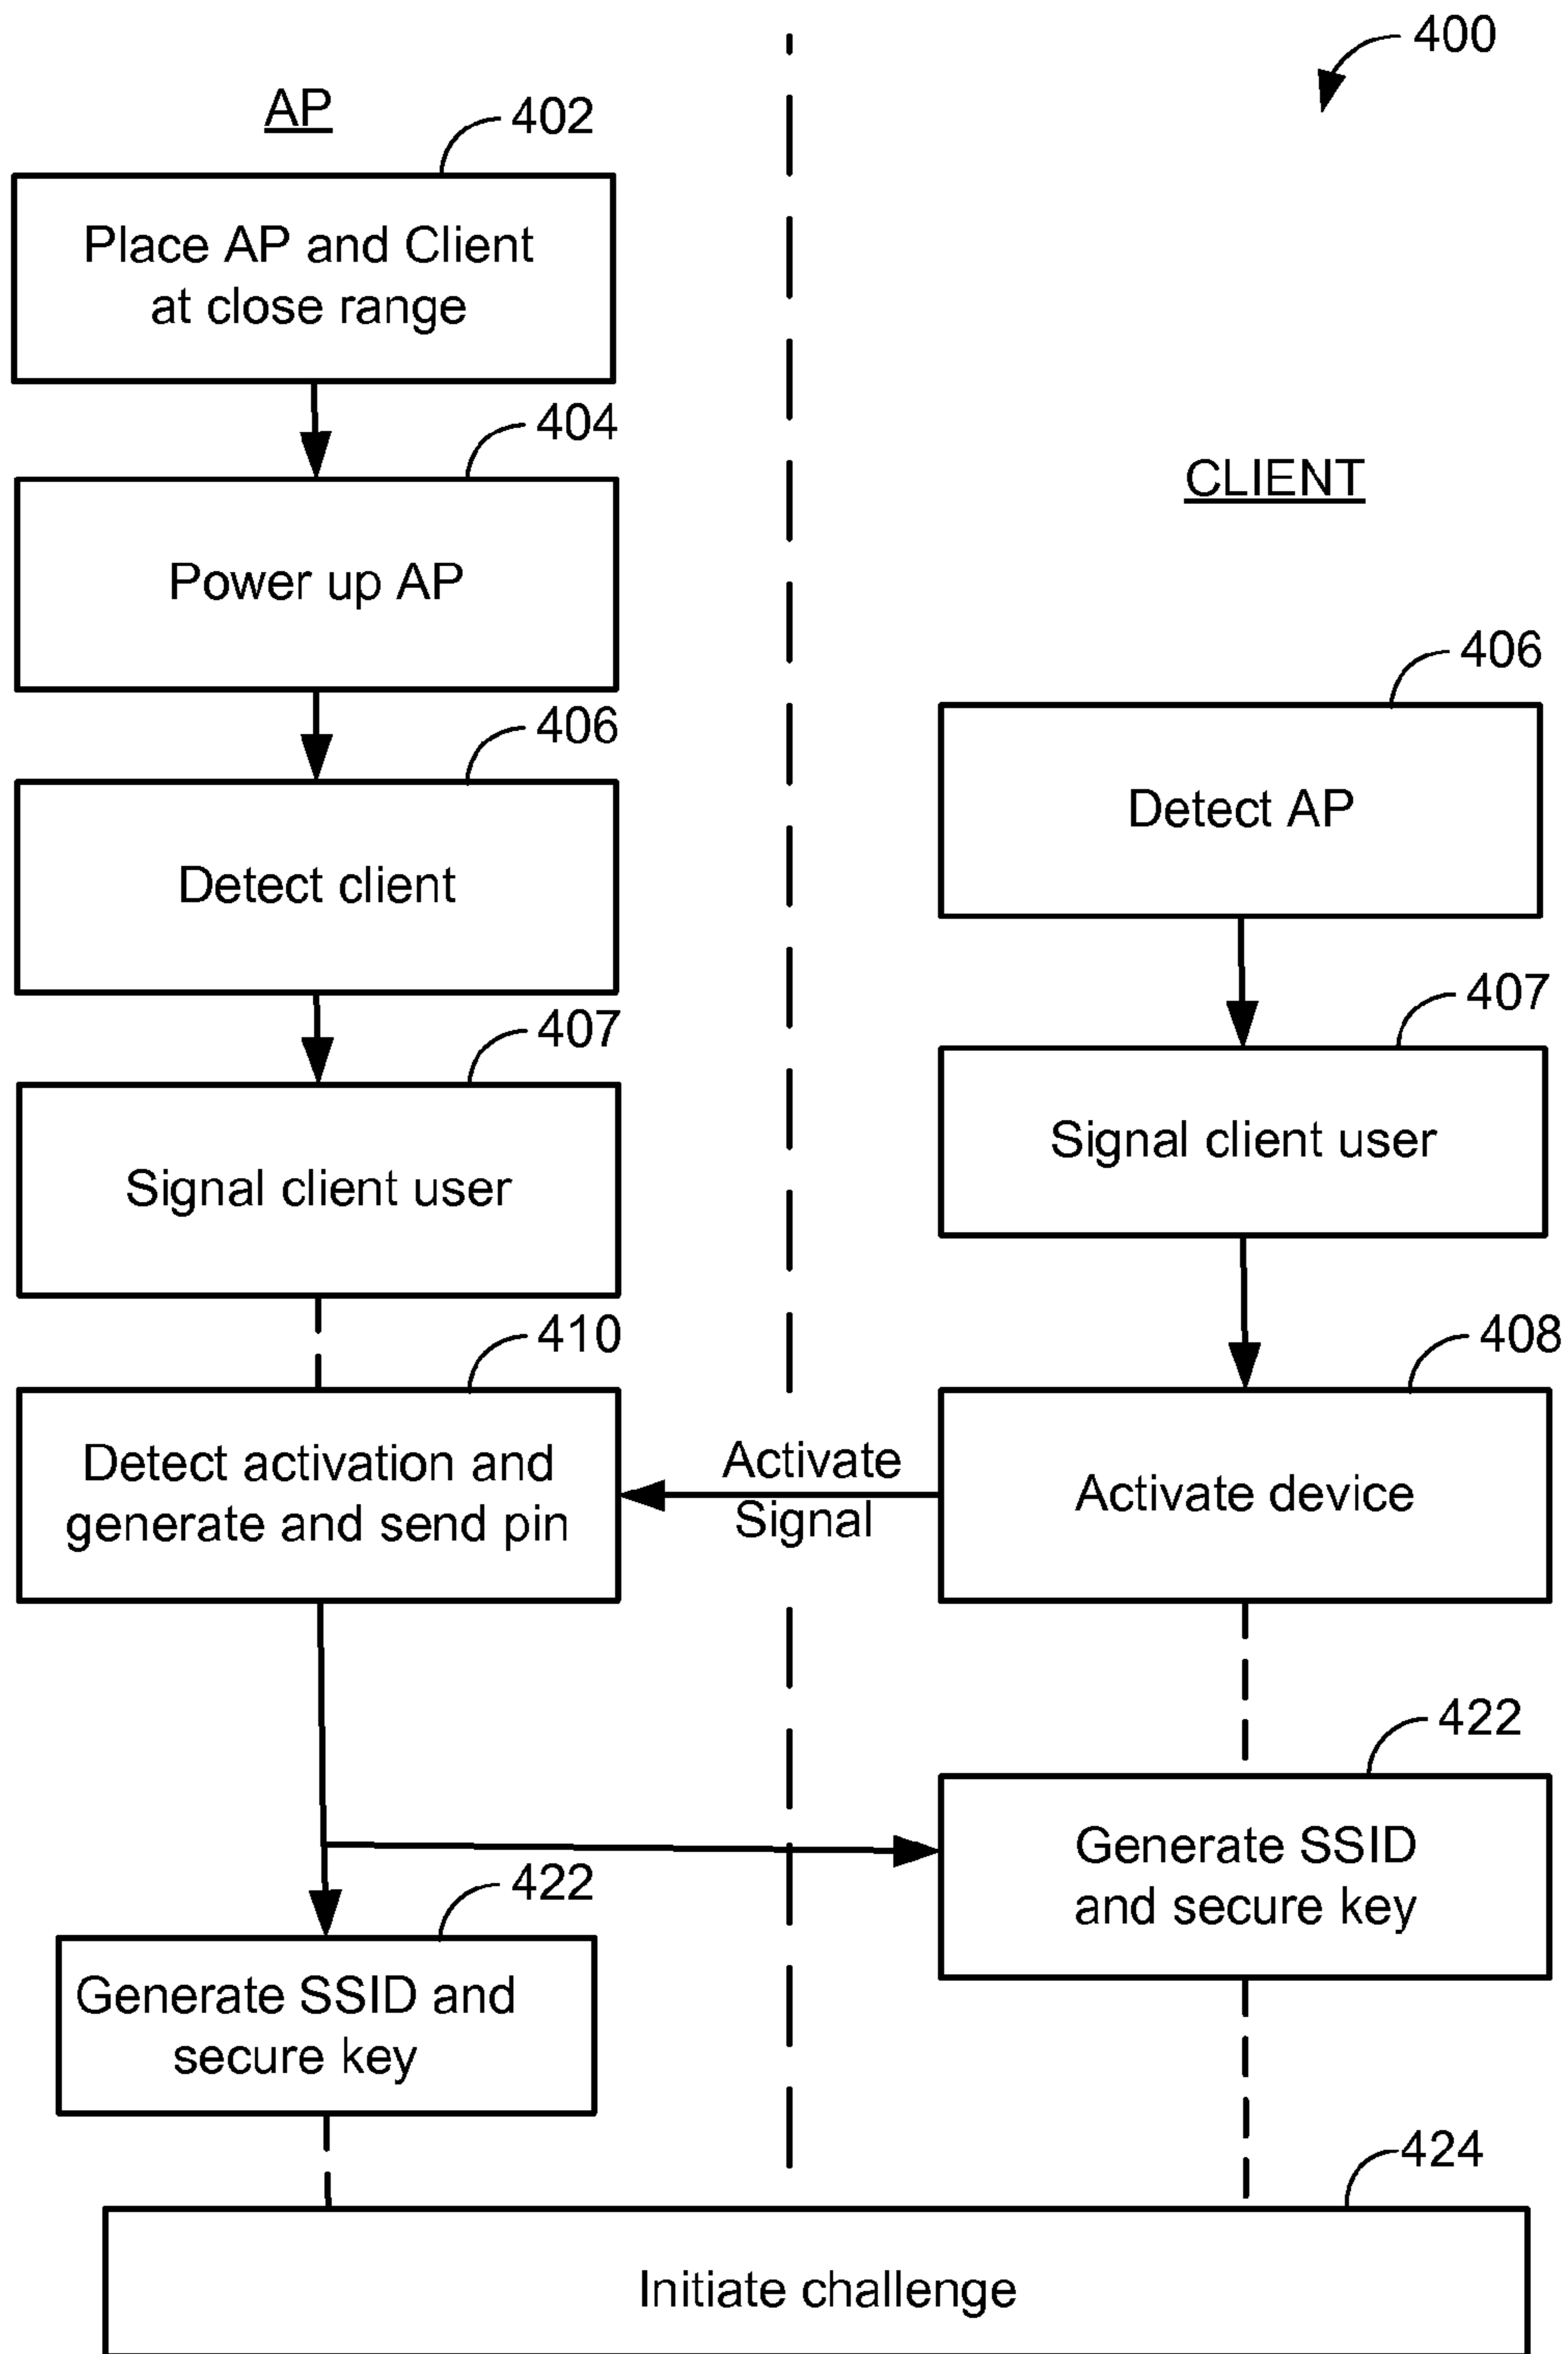 400
AP
402
Place AP and Client
at close range
404
Power up AP
CLIENT
406
Detect client
406
Detect AP
407
Signal client user
407
Signal client user
410
Detect activation and
generate and send pin
Activate
Signal
408
Activate device
422
Generate SSID
and secure key
422
Generate SSID and
secure key
424
Initiate challenge